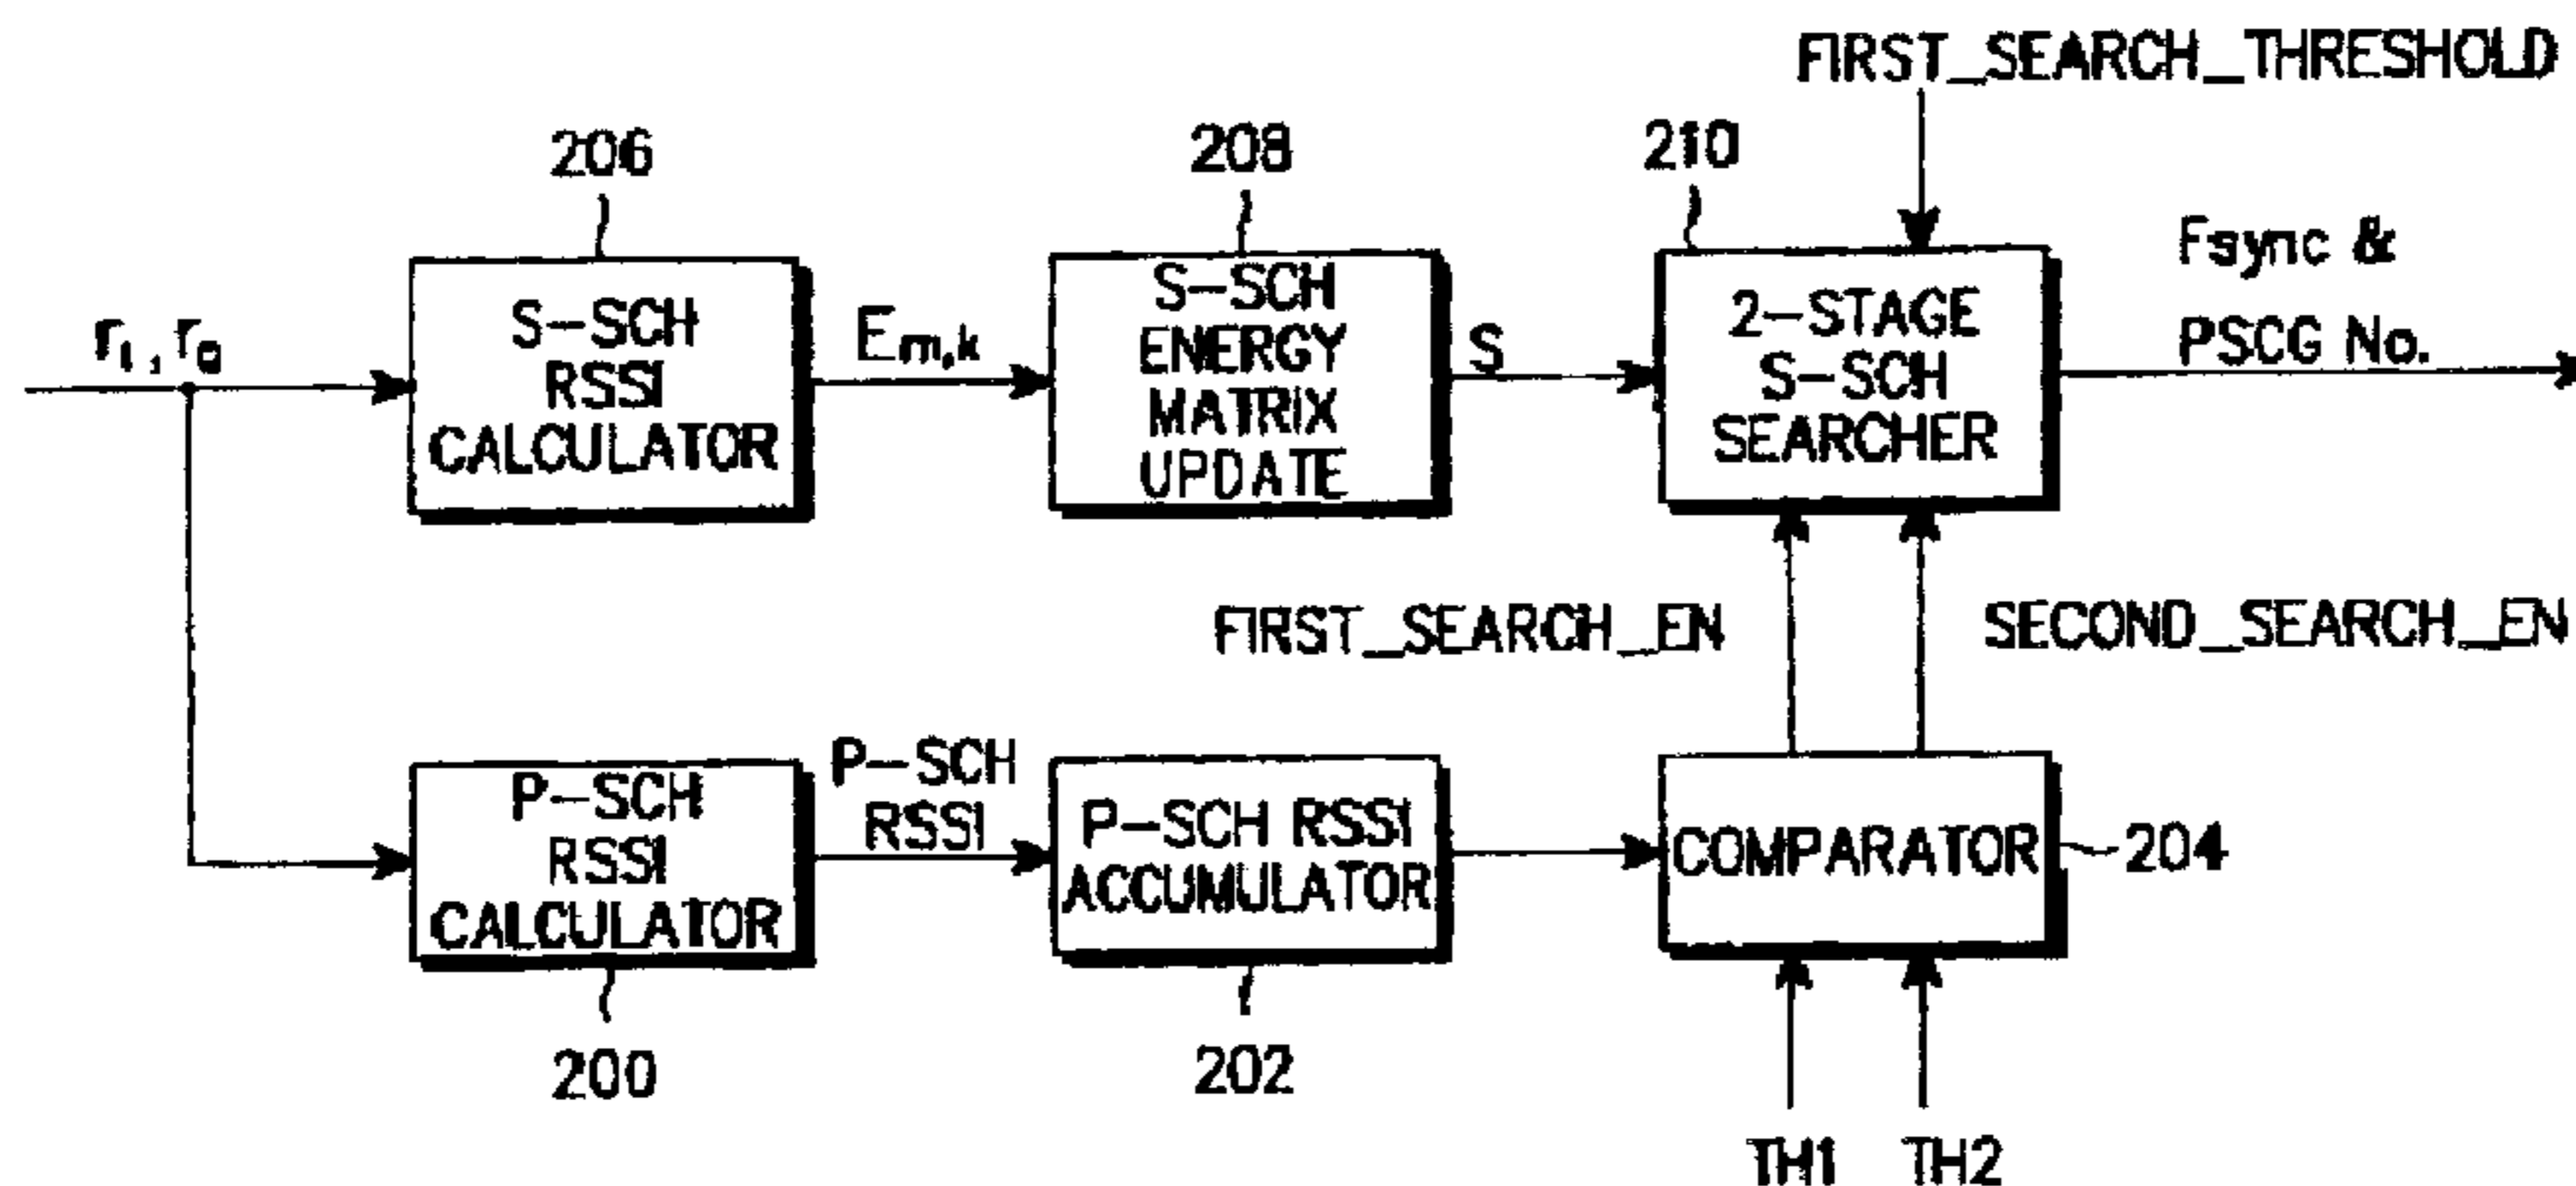 FIRST_SEARCH_THRESHOLD
206
208
210
S-SCH
RSSI
CALCULATOR
S-SCH
ENERGY
MATRIX
UPDATE
2-STAGE
S-SCH
SEARCHER
rI, rQ
Em,k
S
Fsync &
PSCG No.
FIRST_SEARCH_EN
SECOND_SEARCH_EN
P-SCH
RSSI
CALCULATOR
P-SCH
RSSI
P-SCH RSSI
ACCUMULATOR
COMPARATOR
204
200
202
TH1
TH2